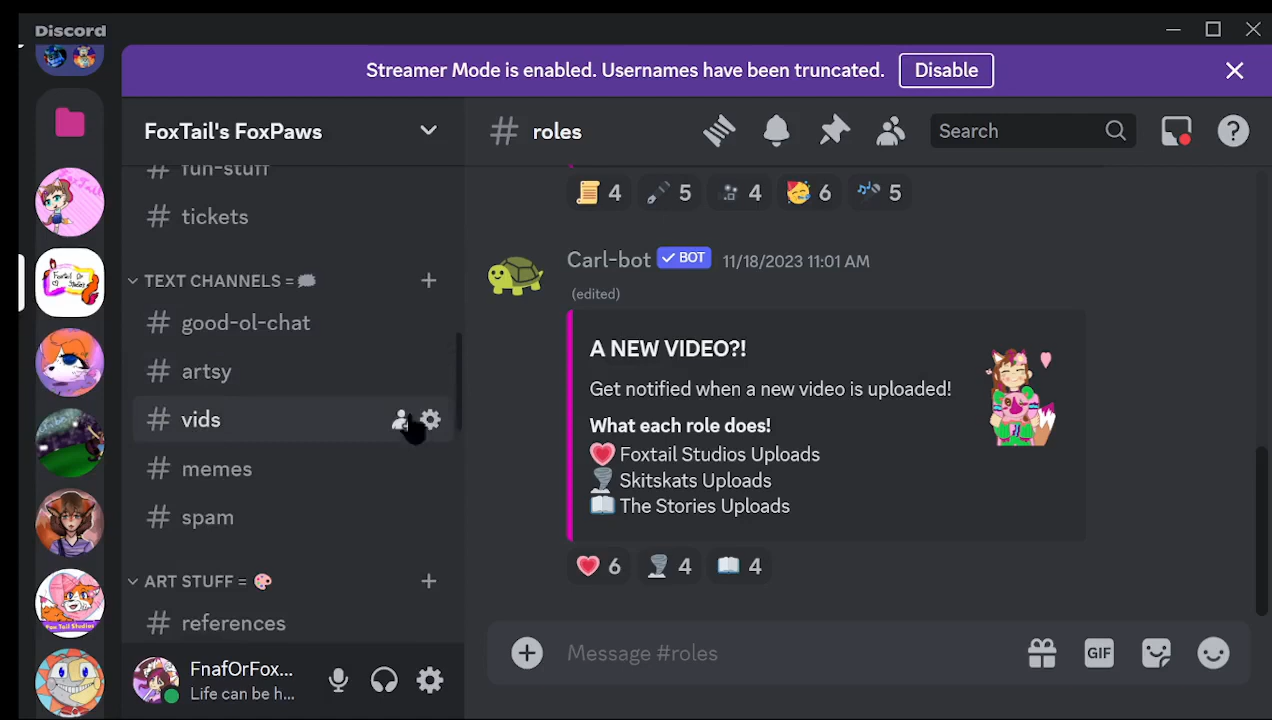 Discord
Streamer Mode is enabled. Usernames have been truncated.
Disable
FoxTail's FoxPaws
# roles
Search
# fun-stuff
# tickets
TEXT CHANNELS =
# good-ol-chat
# artsy
# vids
# memes
# spam
ART STUFF =
# references
FnafOrFox...
Life can be h...
4 5 4 6 5
Carl-bot BOT 11/18/2023 11:01 AM
(edited)
A NEW VIDEO?!
Get notified when a new video is uploaded!
What each role does!
Foxtail Studios Uploads
Skitskats Uploads
The Stories Uploads
6 4 4
Message #roles
GIF